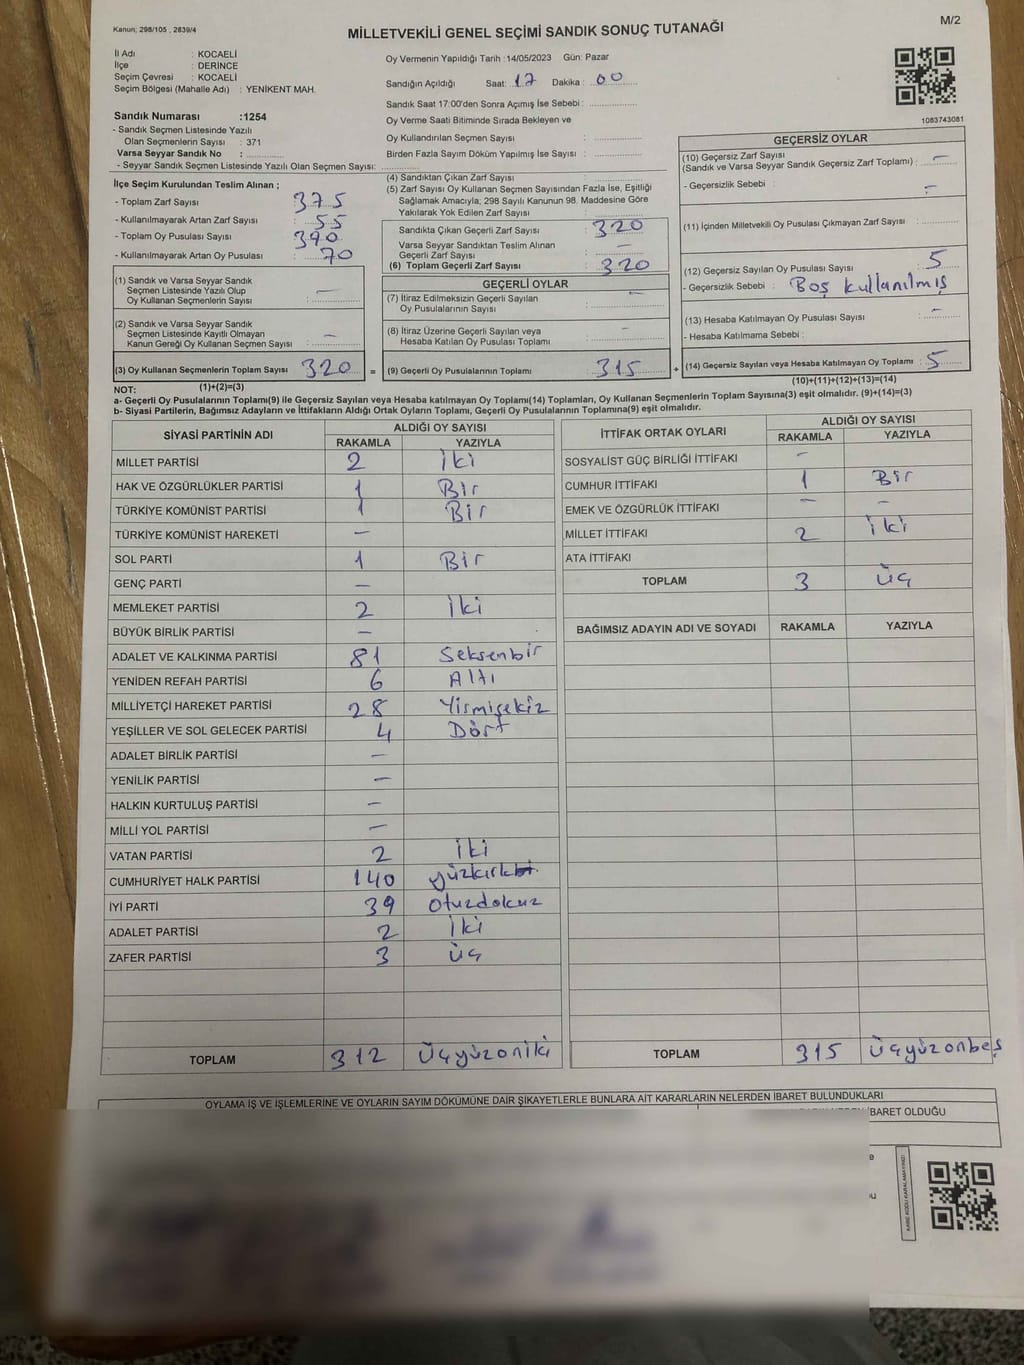 Kanun; 298/105 , 2839/4
M/2
MİLLETVEKİLİ GENEL SEÇİMİ SANDIK SONUÇ TUTANAĞI
İl Adı : KOCAELİ
İlçe : DERİNCE
Seçim Çevresi : KOCAELİ
Seçim Bölgesi (Mahalle Adı) : YENİKENT MAH.
Sandık Numarası :1254
- Sandık Seçmen Listesinde Yazılı
Olan Seçmenlerin Sayısı : 371
Varsa Seyyar Sandık No :
- Seyyar Sandık Seçmen Listesinde Yazılı Olan Seçmen Sayısı:
Oy Vermenin Yapıldığı Tarih :14/05/2023 Gün: Pazar
Sandığın Açıldığı Saat: 17 Dakika : 00
Sandık Saat 17:00'den Sonra Açımış İse Sebebi :
Oy Verme Saati Bitiminde Sırada Bekleyen ve
Oy Kullandırılan Seçmen Sayısı :
Birden Fazla Sayım Döküm Yapılmış İse Sayısı :
1083743081
İlçe Seçim Kurulundan Teslim Alınan ;
- Toplam Zarf Sayısı : 375
- Kullanılmayarak Artan Zarf Sayısı : 55
- Toplam Oy Pusulası Sayısı : 390
- Kullanılmayarak Artan Oy Pusulası : 70
(1) Sandık ve Varsa Seyyar Sandık
Seçmen Listesinde Yazılı Olup
Oy Kullanan Seçmenlerin Sayısı : —
(2) Sandık ve Varsa Seyyar Sandık
Seçmen Listesinde Kayıtlı Olmayan
Kanun Gereği Oy Kullanan Seçmen Sayısı : —
(3) Oy Kullanan Seçmenlerin Toplam Sayısı : 320 =
(1)+(2)=(3)
(4) Sandıktan Çıkan Zarf Sayısı :
(5) Zarf Sayısı Oy Kullanan Seçmen Sayısından Fazla İse, Eşitliği
Sağlamak Amacıyla; 298 Sayılı Kanunun 98. Maddesine Göre
Yakılarak Yok Edilen Zarf Sayısı :
Sandıkta Çıkan Geçerli Zarf Sayısı : 320
Varsa Seyyar Sandıktan Teslim Alınan
Geçerli Zarf Sayısı : —
(6) Toplam Geçerli Zarf Sayısı : 320
GEÇERLİ OYLAR
(7) İtiraz Edilmeksizin Geçerli Sayılan
Oy Pusulalarının Sayısı : —
(8) İtiraz Üzerine Geçerli Sayılan veya
Hesaba Katılan Oy Pusulası Toplamı : —
(9) Geçerli Oy Pusulalarının Toplamı : 315 +
GEÇERSİZ OYLAR
(10) Geçersiz Zarf Sayısı
(Sandık ve Varsa Seyyar Sandık Geçersiz Zarf Toplamı) : —
- Geçersizlik Sebebi : —
(11) İçinden Milletvekili Oy Pusulası Çıkmayan Zarf Sayısı :
(12) Geçersiz Sayılan Oy Pusulası Sayısı : 5
- Geçersizlik Sebebi : Boş kullanılmış
(13) Hesaba Katılmayan Oy Pusulası Sayısı : —
- Hesaba Katılmama Sebebi :
(14) Geçersiz Sayılan veya Hesaba Katılmayan Oy Toplamı : 5
(10)+(11)+(12)+(13)=(14)
NOT:
a- Geçerli Oy Pusulalarının Toplamı(9) ile Geçersiz Sayılan veya Hesaba katılmayan Oy Toplamı(14) Toplamları, Oy Kullanan Seçmenlerin Toplam Sayısına(3) eşit olmalıdır. (9)+(14)=(3)
b- Siyasi Partilerin, Bağımsız Adayların ve İttifakların Aldığı Ortak Oyların Toplamı, Geçerli Oy Pusulalarının Toplamına(9) eşit olmalıdır.
SİYASİ PARTİNİN ADI ALDIĞI OY SAYISI
RAKAMLA YAZIYLA
MİLLET PARTİSİ 2 iki
HAK VE ÖZGÜRLÜKLER PARTİSİ 1 Bir
TÜRKİYE KOMÜNİST PARTİSİ 1 Bir
TÜRKİYE KOMÜNİST HAREKETİ —
SOL PARTİ 1 Bir
GENÇ PARTİ —
MEMLEKET PARTİSİ 2 iki
BÜYÜK BİRLİK PARTİSİ —
ADALET VE KALKINMA PARTİSİ 81 Seksenbir
YENİDEN REFAH PARTİSİ 6 Altı
MİLLİYETÇİ HAREKET PARTİSİ 28 Yirmisekiz
YEŞİLLER VE SOL GELECEK PARTİSİ 4 Dört
ADALET BİRLİK PARTİSİ —
YENİLİK PARTİSİ —
HALKIN KURTULUŞ PARTİSİ —
MİLLİ YOL PARTİSİ —
VATAN PARTİSİ 2 iki
CUMHURİYET HALK PARTİSİ 140 yüzkırk
İYİ PARTİ 39 otuzdokuz
ADALET PARTİSİ 2 iki
ZAFER PARTİSİ 3 üç
TOPLAM 312 üçyüzoniki
İTTİFAK ORTAK OYLARI ALDIĞI OY SAYISI
RAKAMLA YAZIYLA
SOSYALİST GÜÇ BİRLİĞİ İTTİFAKI —
CUMHUR İTTİFAKI 1 Bir
EMEK VE ÖZGÜRLÜK İTTİFAKI — —
MİLLET İTTİFAKI 2 iki
ATA İTTİFAKI
TOPLAM 3 üç
BAĞIMSIZ ADAYIN ADI VE SOYADI RAKAMLA YAZIYLA
TOPLAM 315 üçyüzonbeş
OYLAMA İŞ VE İŞLEMLERİNE VE OYLARIN SAYIM DÖKÜMÜNE DAİR ŞİKAYETLERLE BUNLARA AİT KARARLARIN NELERDEN İBARET BULUNDUKLARI
İBARET OLDUĞU